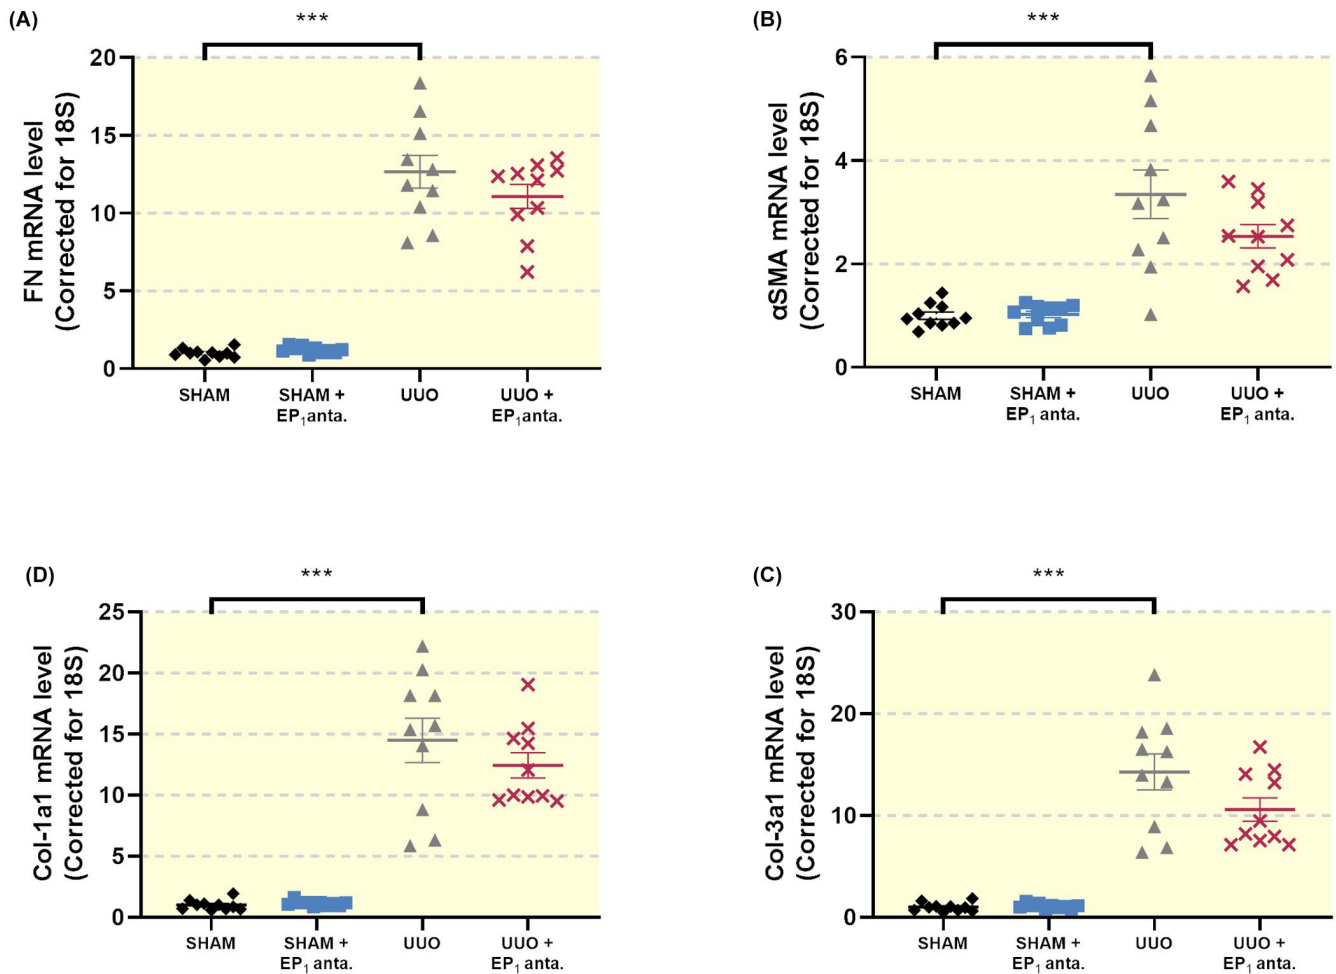 (A)
***
FN mRNA level
(Corrected for 18S)
20
15
10
5
0
SHAM
SHAM +
EP₁anta.
UUO
UUO +
EP₁anta.
(B)
***
αSMA mRNA level
(Corrected for 18S)
6
4
2
0
SHAM
SHAM +
EP₁ anta.
UUO
UUO +
EP₁ anta.
(D)
***
Col-1a1 mRNA level
(Corrected for 18S)
25
20
15
10
5
0
SHAM
SHAM +
EP₁ anta.
UUO
UUO +
EP₁ anta.
(C)
***
Col-3a1 mRNA level
(Corrected for 18S)
30
20
10
0
SHAM
SHAM +
EP₁ anta.
UUO
UUO +
EP₁ anta.